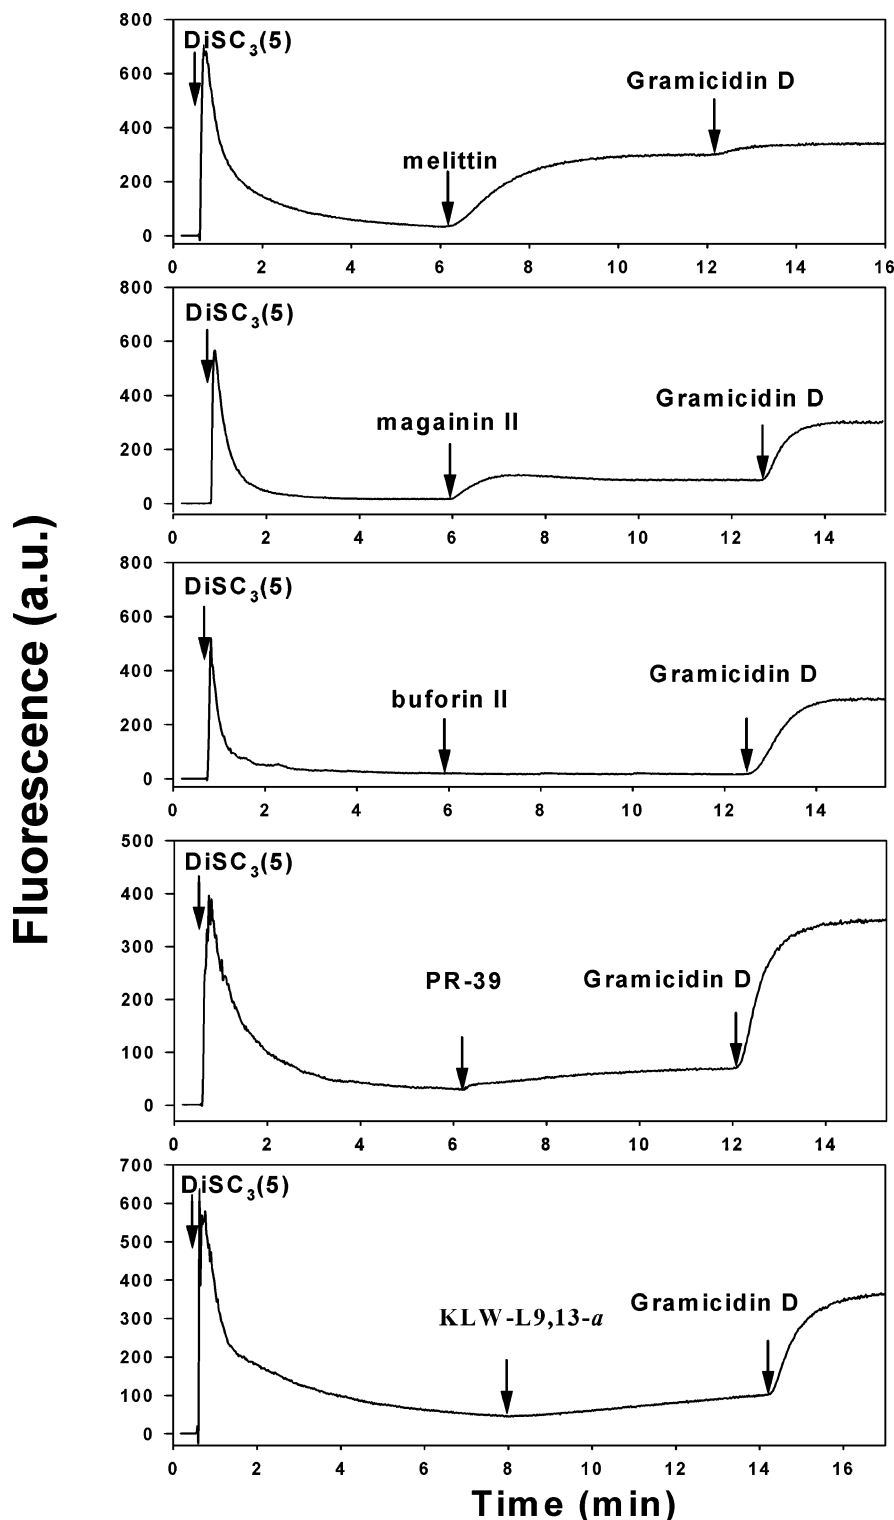 Fluorescence (a.u.)
800
600
400
200
0
DiSC3(5)
melittin
Gramicidin D
0 2 4 6 8 10 12 14 16
800
600
400
200
0
DiSC3(5)
magainin II
Gramicidin D
0 2 4 6 8 10 12 14
800
600
400
200
0
DiSC3(5)
buforin II
Gramicidin D
0 2 4 6 8 10 12 14
500
400
300
200
100
0
DiSC3(5)
PR-39
Gramicidin D
0 2 4 6 8 10 12 14
700
600
500
400
300
200
100
0
DiSC3(5)
KLW-L9,13-a
Gramicidin D
0 2 4 6 8 10 12 14 16
Time (min)